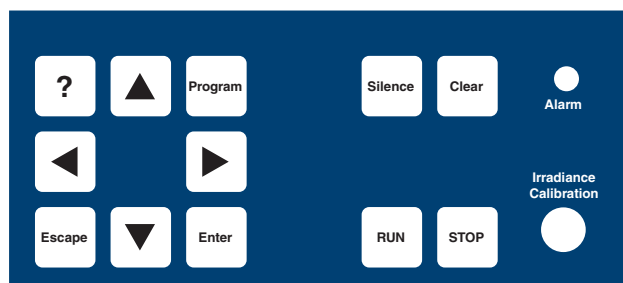 ?
Program
Silence
Clear
Alarm
Irradiance
Calibration
Escape
Enter
RUN
STOP